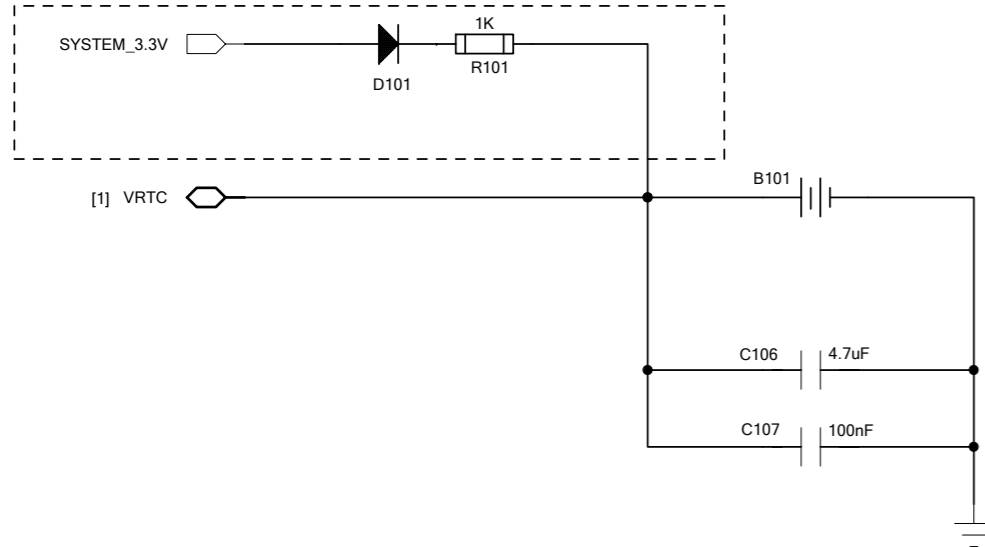 1K
SYSTEM_3.3V
R101
D101
B101
[1] VRTC
C106 4.7uF
C107 100nF